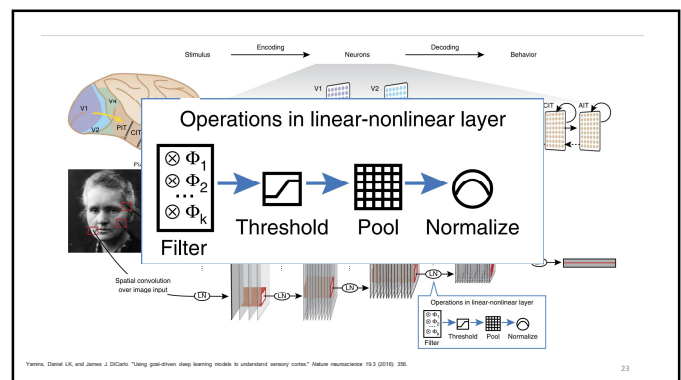 Stimulus Encoding Neurons Decoding Behavior
V1 V2
V1 V4
V2 PIT CIT
CIT AIT
Operations in linear-nonlinear layer
⊗ Φ1
⊗ Φ2
...
⊗ Φk
Filter Threshold Pool Normalize
Spatial convolution
over image input
LN LN LN LN
Operations in linear-nonlinear layer
⊗ Φ1
⊗ Φ2
...
⊗ Φk
Filter Threshold Pool Normalize
Yamins, Daniel LK, and James J. DiCarlo. "Using goal-driven deep learning models to understand sensory cortex." Nature neuroscience 19.3 (2016): 356.
23